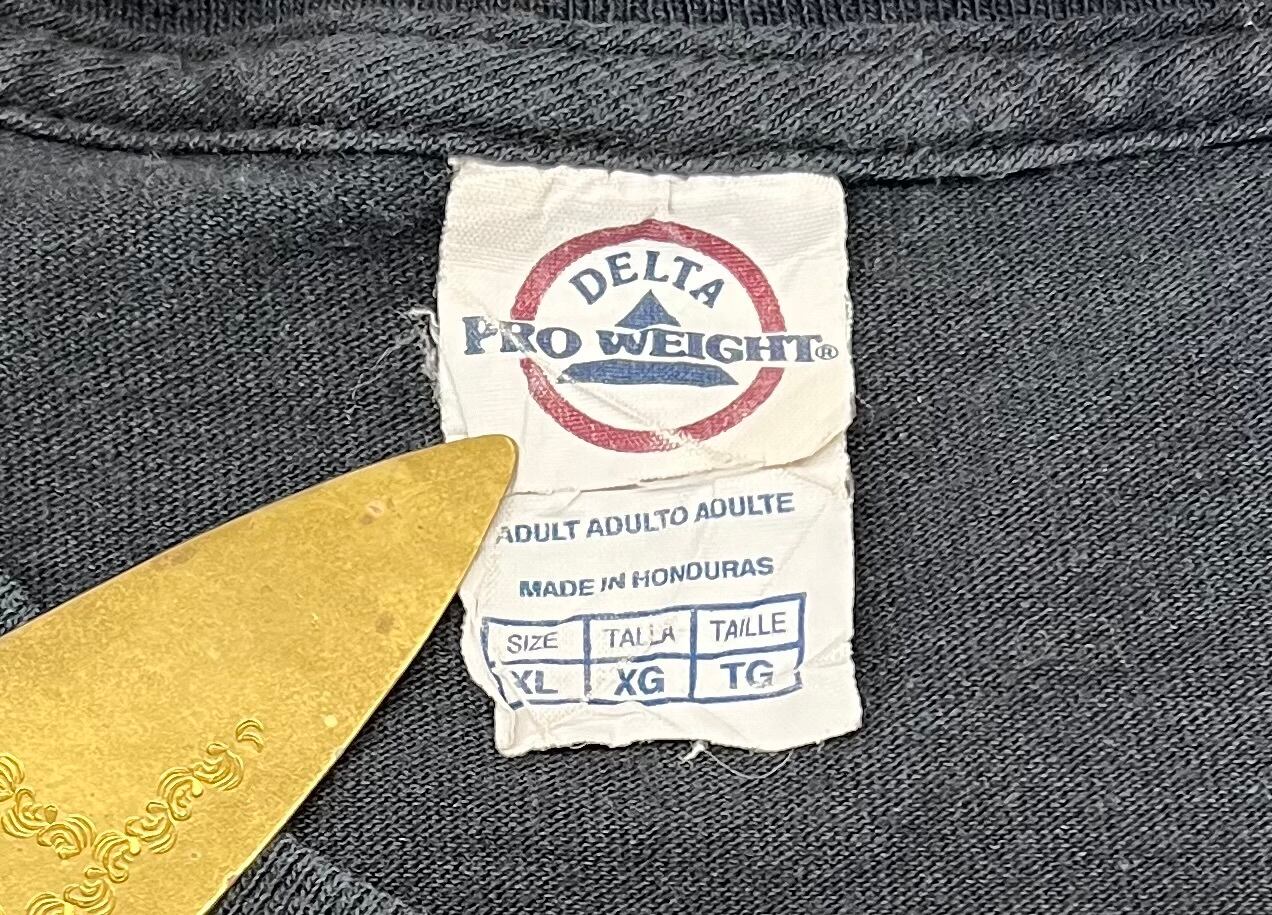 DELTA
PRO WEIGHT®
ADULT ADULTO ADULTE
MADE IN HONDURAS
SIZE TALLA TAILLE
XL XG TG